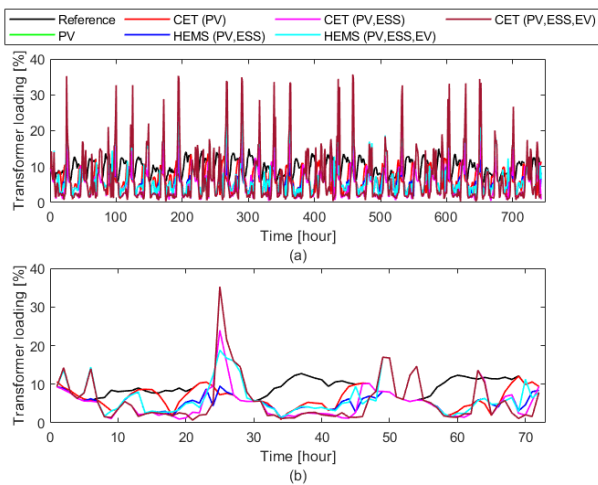 Reference CET (PV) CET (PV,ESS) CET (PV,ESS,EV)
PV HEMS (PV,ESS) HEMS (PV,ESS,EV)
Transformer loading [%]
40
30
20
10
0
0 100 200 300 400 500 600 700
Time [hour]
(a)
Transformer loading [%]
40
30
20
10
0
0 10 20 30 40 50 60 70
Time [hour]
(b)